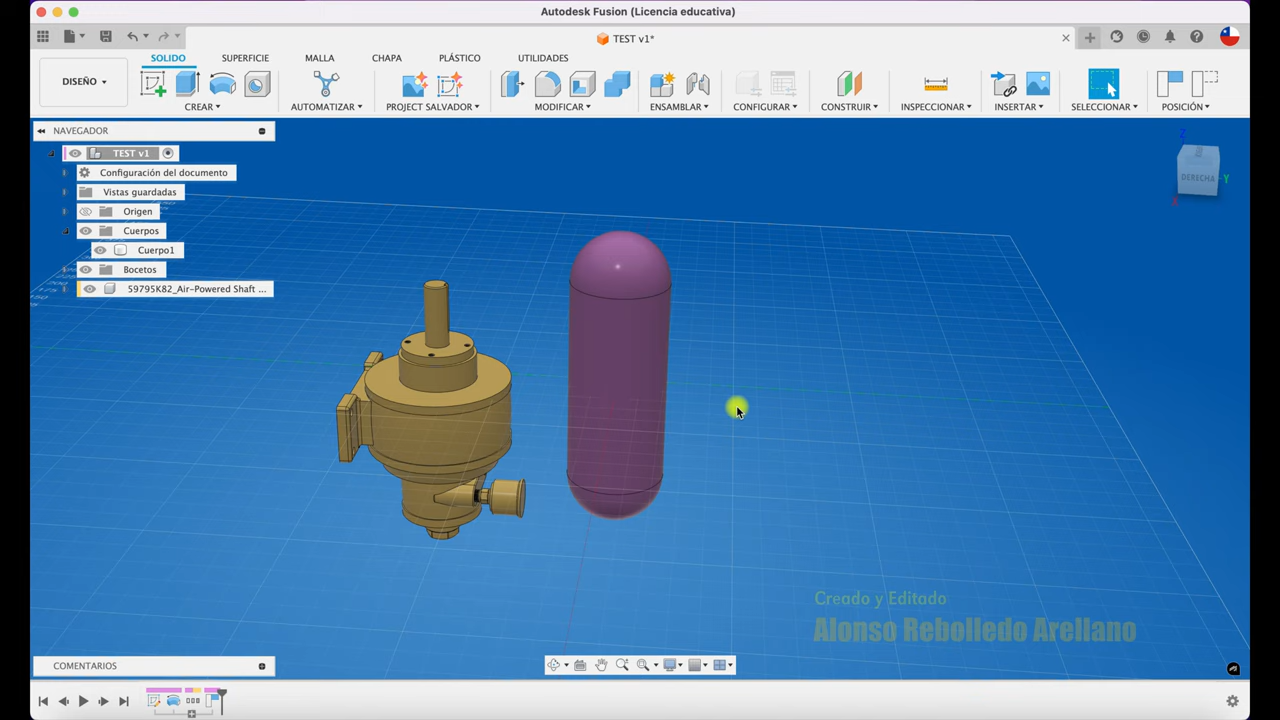 Autodesk Fusion (Licencia educativa)
TEST v1*
DISEÑO
SOLIDO
SUPERFICIE
MALLA
CHAPA
PLÁSTICO
UTILIDADES
CREAR
AUTOMATIZAR
PROJECT SALVADOR
MODIFICAR
ENSAMBLAR
CONFIGURAR
CONSTRUIR
INSPECCIONAR
INSERTAR
SELECCIONAR
POSICIÓN
NAVEGADOR
TEST v1
Configuración del documento
Vistas guardadas
Origen
Cuerpos
Cuerpo1
Bocetos
59795K82_Air-Powered Shaft ...
Z
DERECHA
Y
X
Creado y Editado
Alonso Rebolledo Arellano
COMENTARIOS